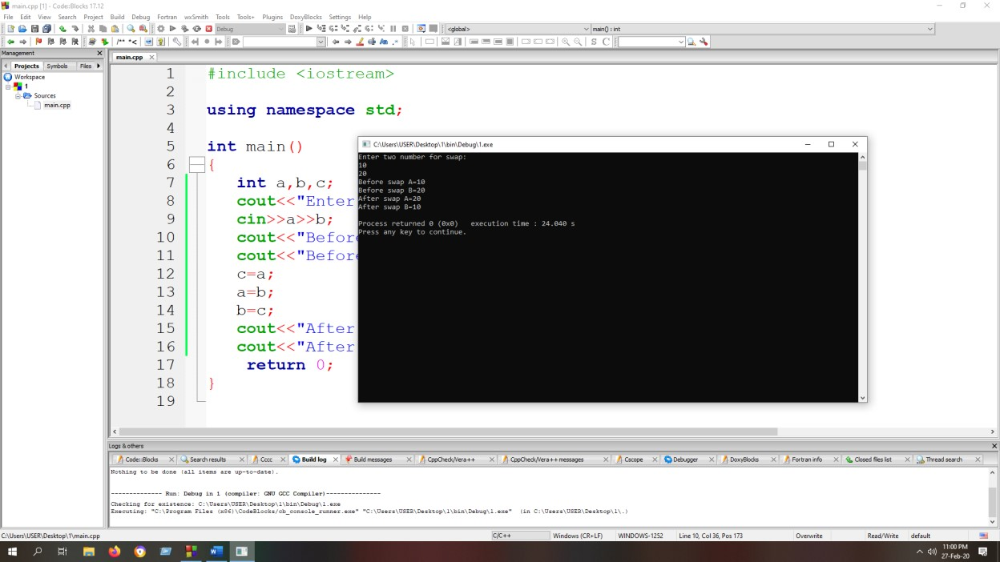 main.cpp [1] - Code::Blocks 17.12
File Edit View Search Project Build Debug Fortran wxSmith Tools Tools+ Plugins DoxyBlocks Settings Help
Debug <global> main() : int
/** *< S C
Management
Projects Symbols Files
Workspace
1
Sources
main.cpp
main.cpp
1 #include <iostream>
2
3 using namespace std;
4
5 int main()
6 {
7 int a,b,c;
8 cout<<"Enter
9 cin>>a>>b;
10 cout<<"Before
11 cout<<"Before
12 c=a;
13 a=b;
14 b=c;
15 cout<<"After
16 cout<<"After
17 return 0;
18 }
19
C:\Users\USER\Desktop\1\bin\Debug\1.exe
Enter two number for swap:
10
20
Before swap A=10
Before swap B=20
After swap A=20
After swap B=10
Process returned 0 (0x0) execution time : 24.040 s
Press any key to continue.
Logs & others
Code::Blocks Search results Cccc Build log Build messages CppCheck/Vera++ CppCheck/Vera++ messages Cscope Debugger DoxyBlocks Fortran info Closed files list Thread search
Nothing to be done (all items are up-to-date).
-------------- Run: Debug in 1 (compiler: GNU GCC Compiler)---------------
Checking for existence: C:\Users\USER\Desktop\1\bin\Debug\1.exe
Executing: "C:\Program Files (x86)\CodeBlocks/cb_console_runner.exe" "C:\Users\USER\Desktop\1\bin\Debug\1.exe" (in C:\Users\USER\Desktop\1\.)
C:\Users\USER\Desktop\1\main.cpp C/C++ Windows (CR+LF) WINDOWS-1252 Line 10, Col 36, Pos 173 Overwrite Read/Write default
11:00 PM
27-Feb-20